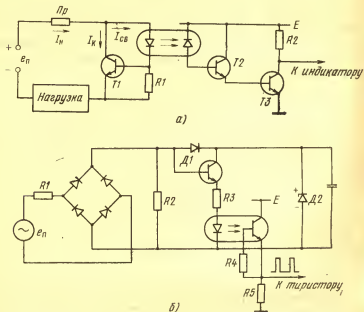 Пр
E
+
Iн
Iк
Iсв
R2
eп
T1
T2
R1
К индикатору
T3
−
Нагрузка
а)
Д1
R1
R2
R3
E
Д2
eп
R4
К тиристору
R5
б)